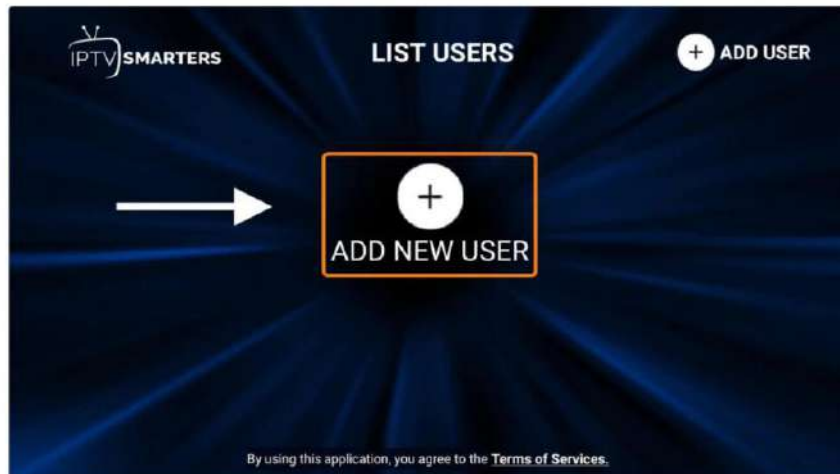 IPTV SMARTERS
LIST USERS
+ ADD USER
+
ADD NEW USER
By using this application, you agree to the Terms of Services.